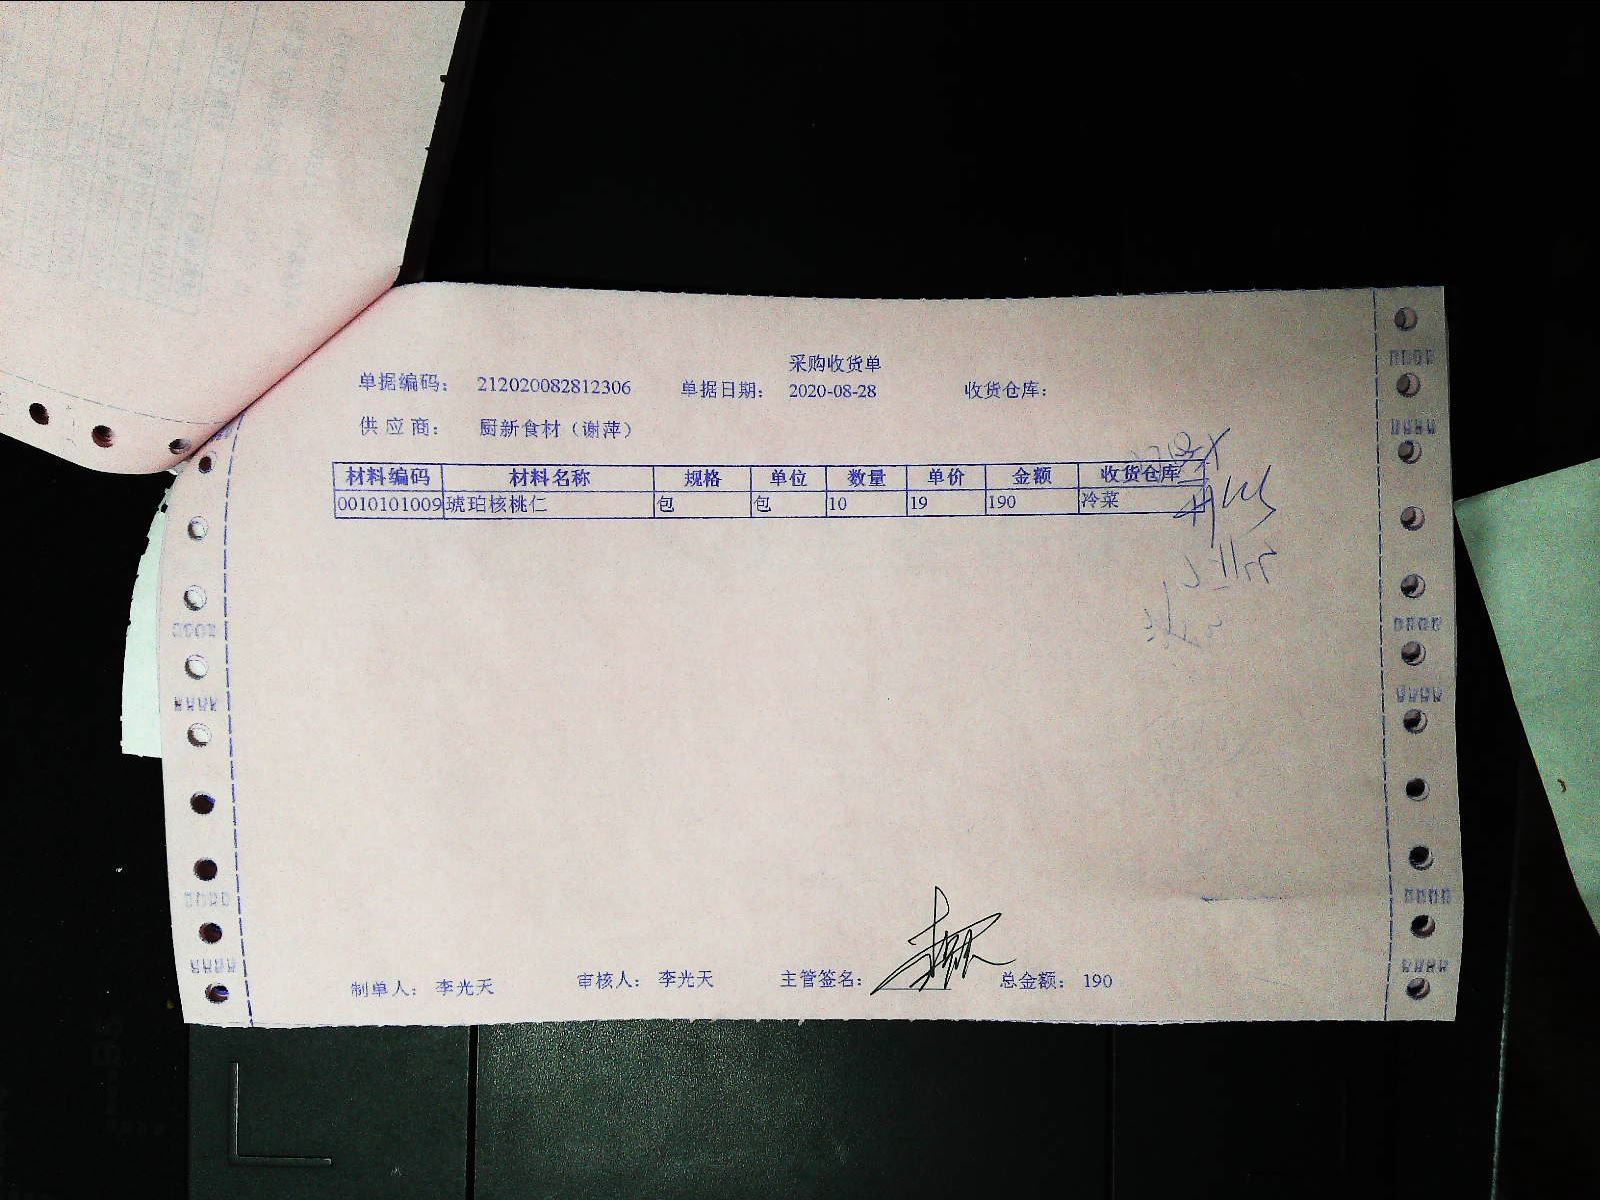 采购收货单
单据编码： 212020082812306 单据日期： 2020-08-28 收货仓库：
供应商： 厨新食材（谢萍）
材料编码 材料名称 规格 单位 数量 单价 金额 收货仓库
0010101009 琥珀核桃仁 包 包 10 19 190 冷菜
制单人： 李光天 审核人： 李光天 主管签名： 总金额： 190